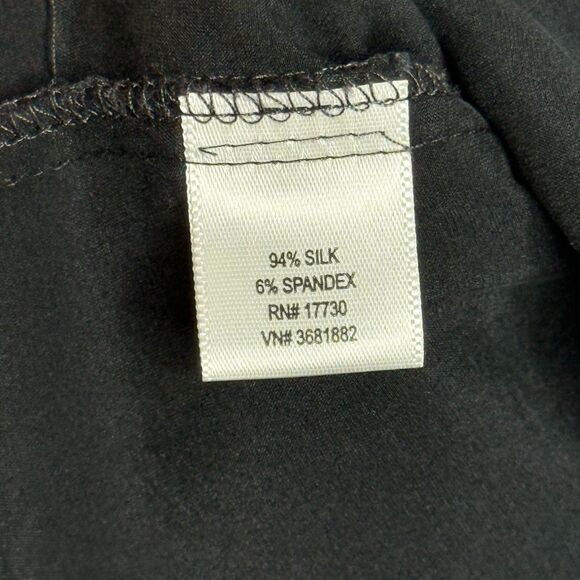 94% SILK
6% SPANDEX
RN# 17730
VN# 3681882